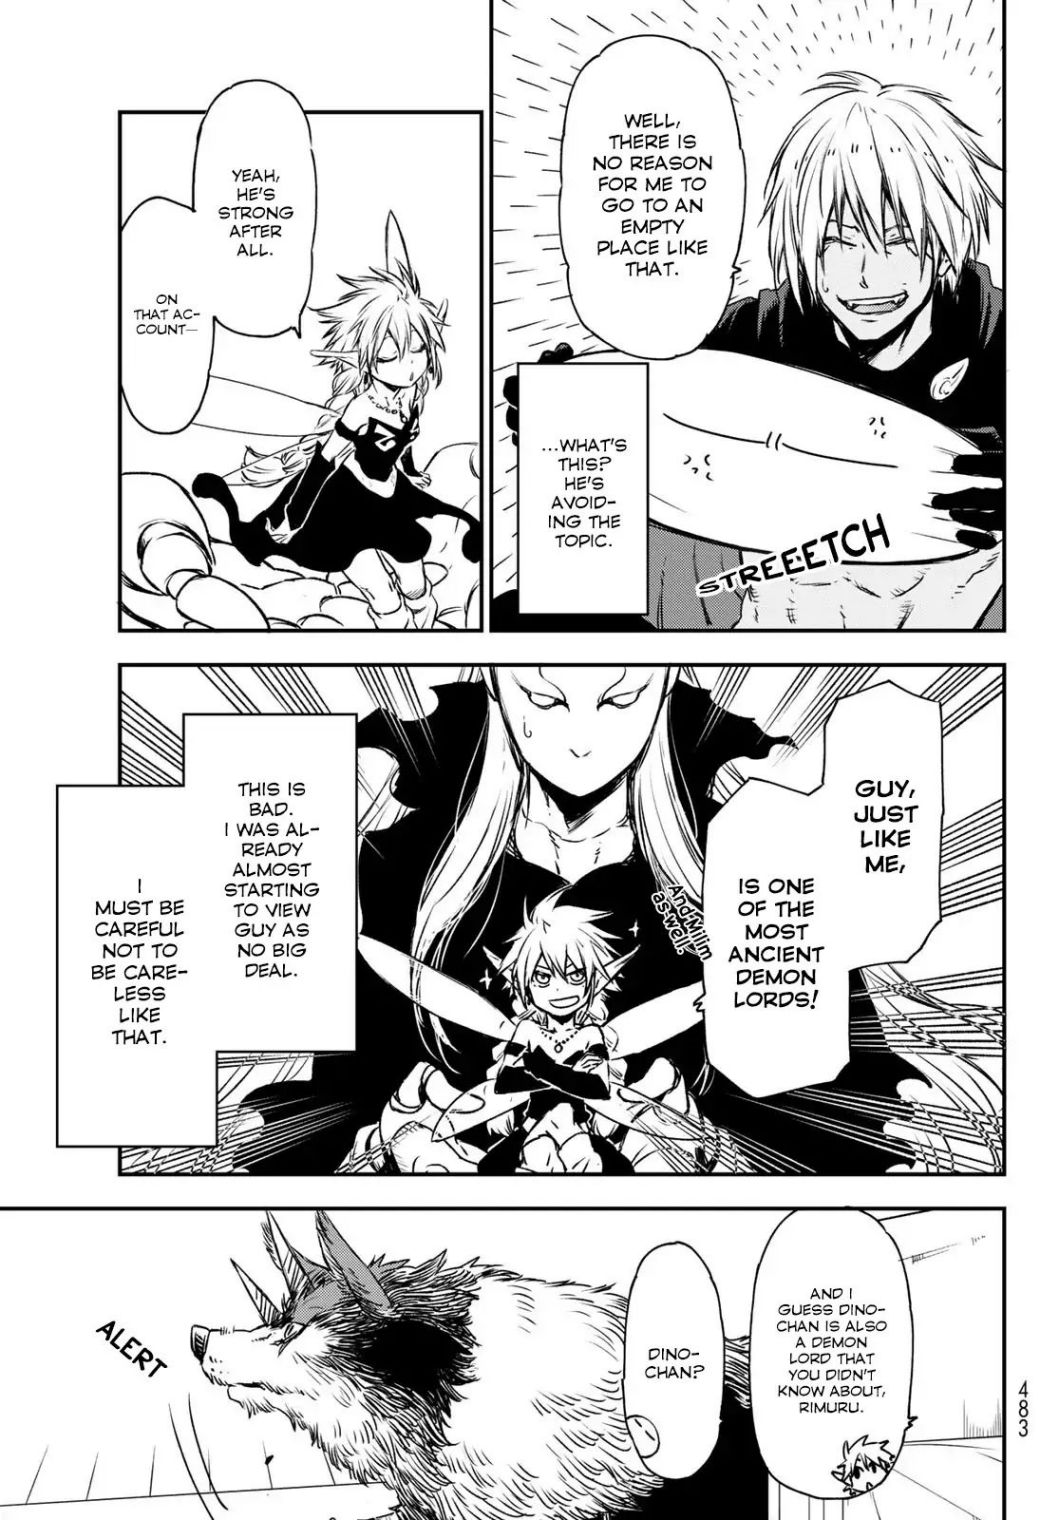 WELL,
THERE IS
NO REASON
FOR ME TO
GO TO AN
EMPTY
PLACE LIKE
THAT.
...WHAT'S
THIS?
HE'S
AVOID-
ING THE
TOPIC.
STREEETCH
YEAH,
HE'S
STRONG
AFTER
ALL.
ON
THAT AC-
COUNT—
GUY,
JUST
LIKE
ME,
IS ONE
OF THE
MOST
ANCIENT
DEMON
LORDS!
And Milim
as well.
THIS IS
BAD.
I WAS AL-
READY
ALMOST
STARTING
TO VIEW
GUY AS
NO BIG
DEAL.
I
MUST BE
CAREFUL
NOT TO
BE CARE-
LESS
LIKE
THAT.
AND I
GUESS DINO-
CHAN IS ALSO
A DEMON
LORD THAT
YOU DIDN'T
KNOW ABOUT,
RIMURU.
DINO-
CHAN?
ALERT
483